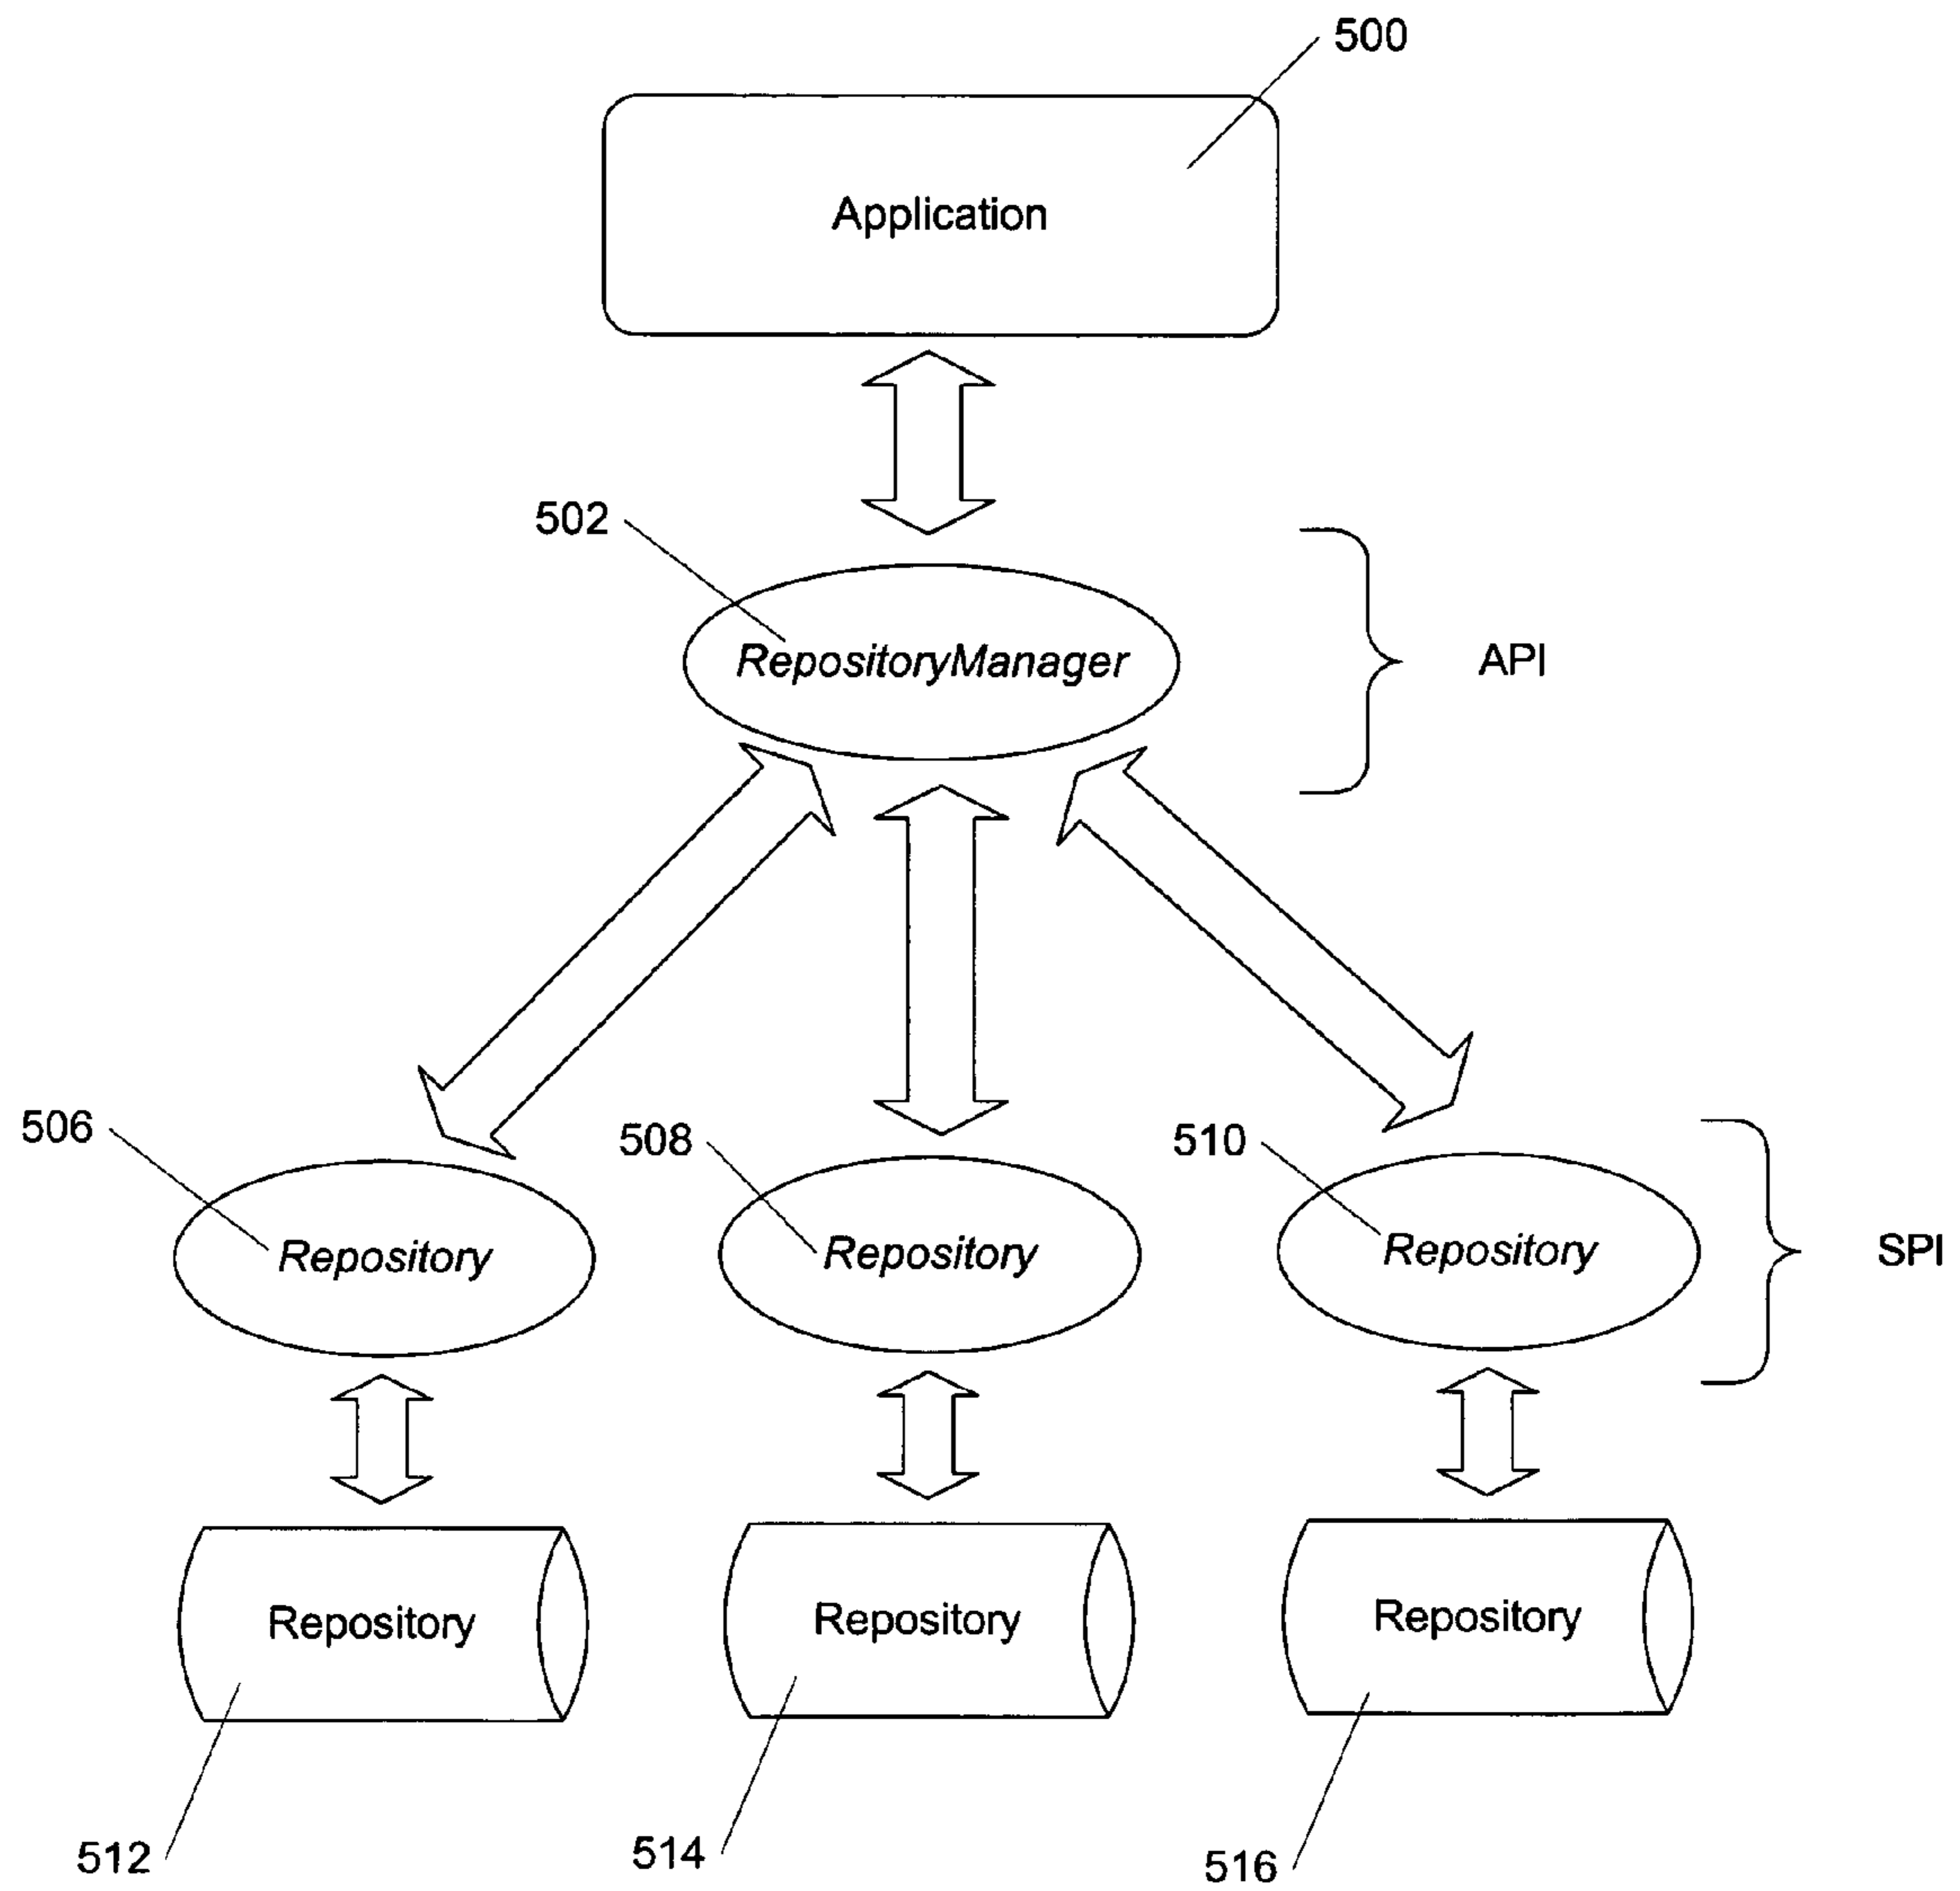 500
Application
502
RepositoryManager
API
506
508
510
Repository
Repository
Repository
SPI
Repository
Repository
Repository
512
514
516